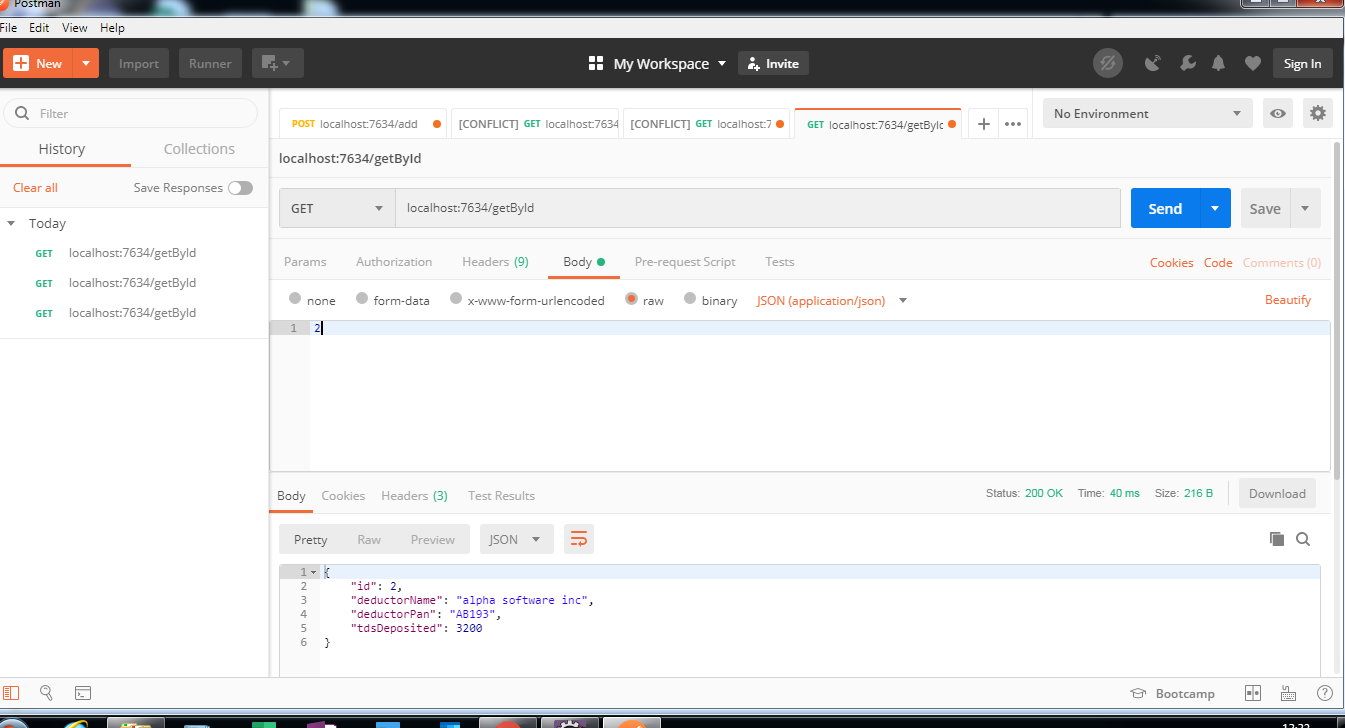 Postman
File Edit View Help
New Import Runner My Workspace Invite Sign In
Filter
History Collections
Clear all Save Responses
Today
GET localhost:7634/getById
GET localhost:7634/getById
GET localhost:7634/getById
POST localhost:7634/add [CONFLICT] GET localhost:7634 [CONFLICT] GET localhost:7 GET localhost:7634/getById No Environment
localhost:7634/getById
GET localhost:7634/getById Send Save
Params Authorization Headers (9) Body Pre-request Script Tests Cookies Code Comments (0)
none form-data x-www-form-urlencoded raw binary JSON (application/json) Beautify
1 2
Body Cookies Headers (3) Test Results Status: 200 OK Time: 40 ms Size: 216 B Download
Pretty Raw Preview JSON
1 {
2 "id": 2,
3 "deductorName": "alpha software inc",
4 "deductorPan": "AB193",
5 "tdsDeposited": 3200
6 }
Bootcamp